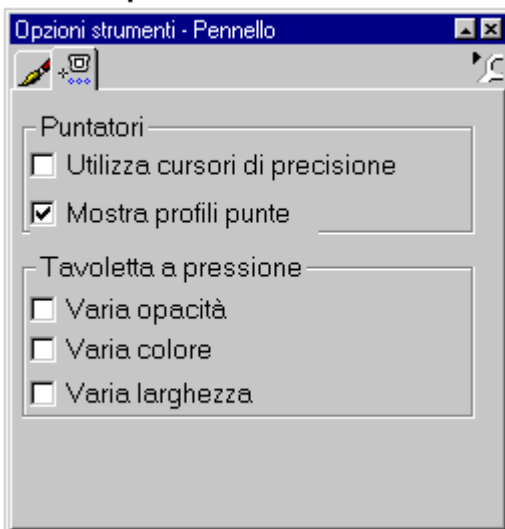 Opzioni strumenti - Pennello
Puntatori
Utilizza cursori di precisione
Mostra profili punte
Tavoletta a pressione
Varia opacità
Varia colore
Varia larghezza